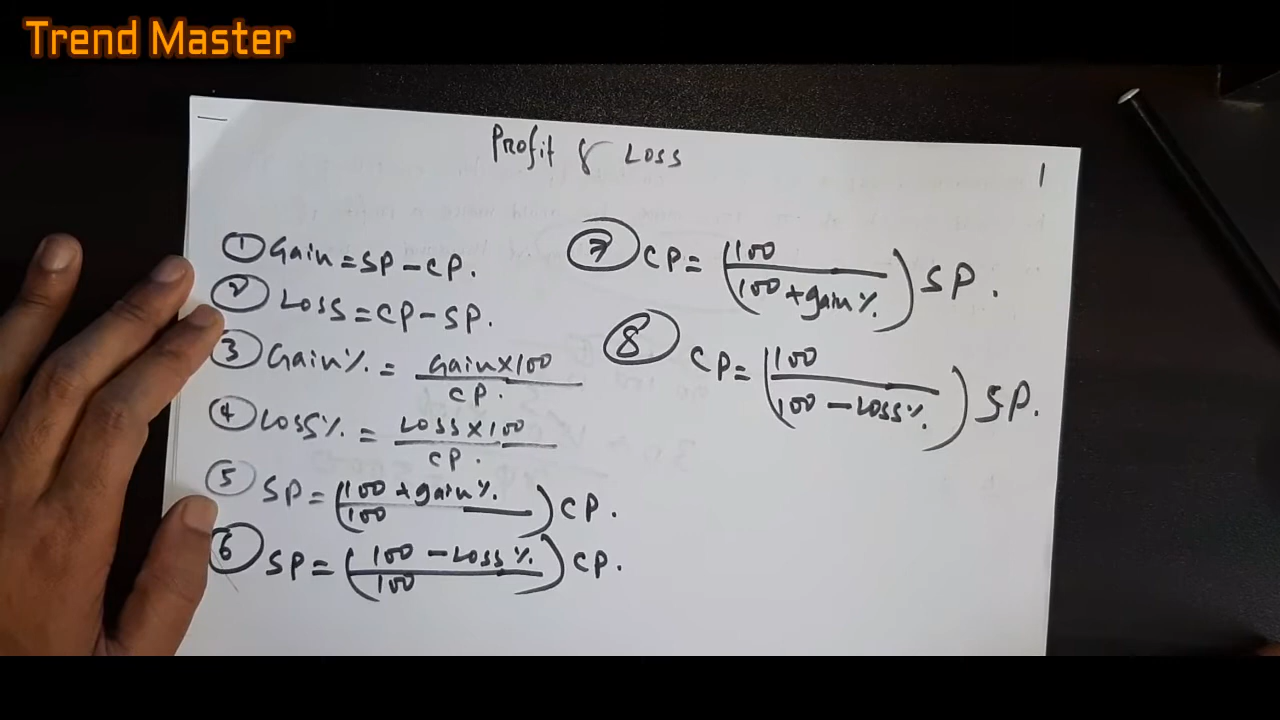 Trend Master
Profit & Loss
1
① Gain = SP - CP.
② Loss = CP - SP.
③ Gain% = Gain×100
CP.
④ Loss% = Loss×100
CP.
⑤ SP = (100 + gain%
100) CP.
⑥ SP = (100 - Loss%
100) CP.
⑦ CP = (100
100 + gain%) SP.
⑧ CP = (100
100 - Loss%) SP.